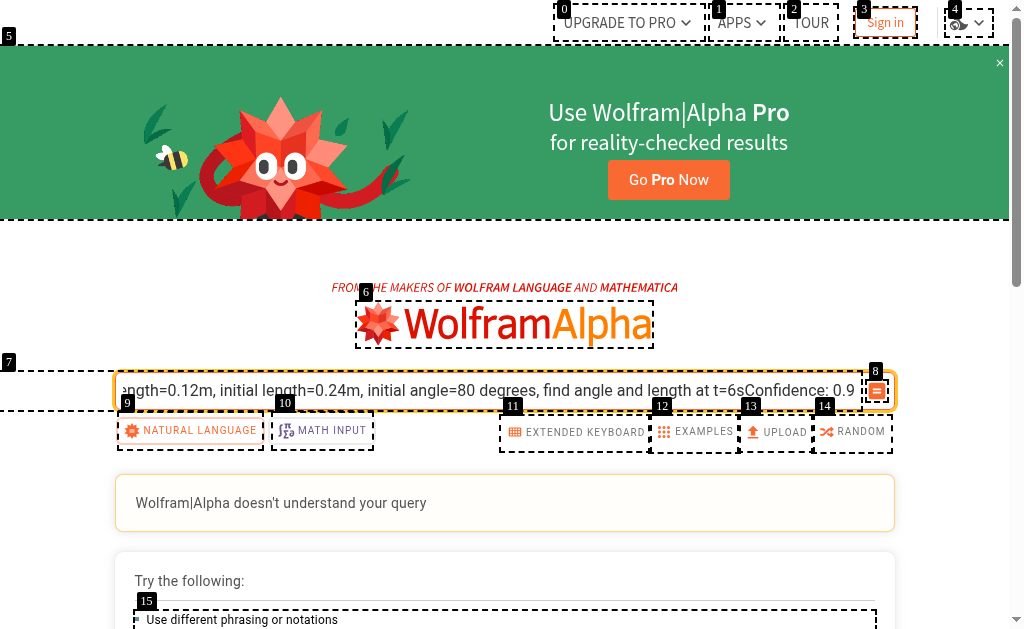 0 UPGRADE TO PRO
1 APPS
2 TOUR
3 Sign in
4
5
×
Use Wolfram|Alpha Pro
for reality-checked results
Go Pro Now
FROM THE MAKERS OF WOLFRAM LANGUAGE AND MATHEMATICA
6
WolframAlpha
7
8
ngth=0.12m, initial length=0.24m, initial angle=80 degrees, find angle and length at t=6sConfidence: 0.9
9 NATURAL LANGUAGE
10 MATH INPUT
11 EXTENDED KEYBOARD
12 EXAMPLES
13 UPLOAD
14 RANDOM
Wolfram|Alpha doesn't understand your query
Try the following:
15
Use different phrasing or notations